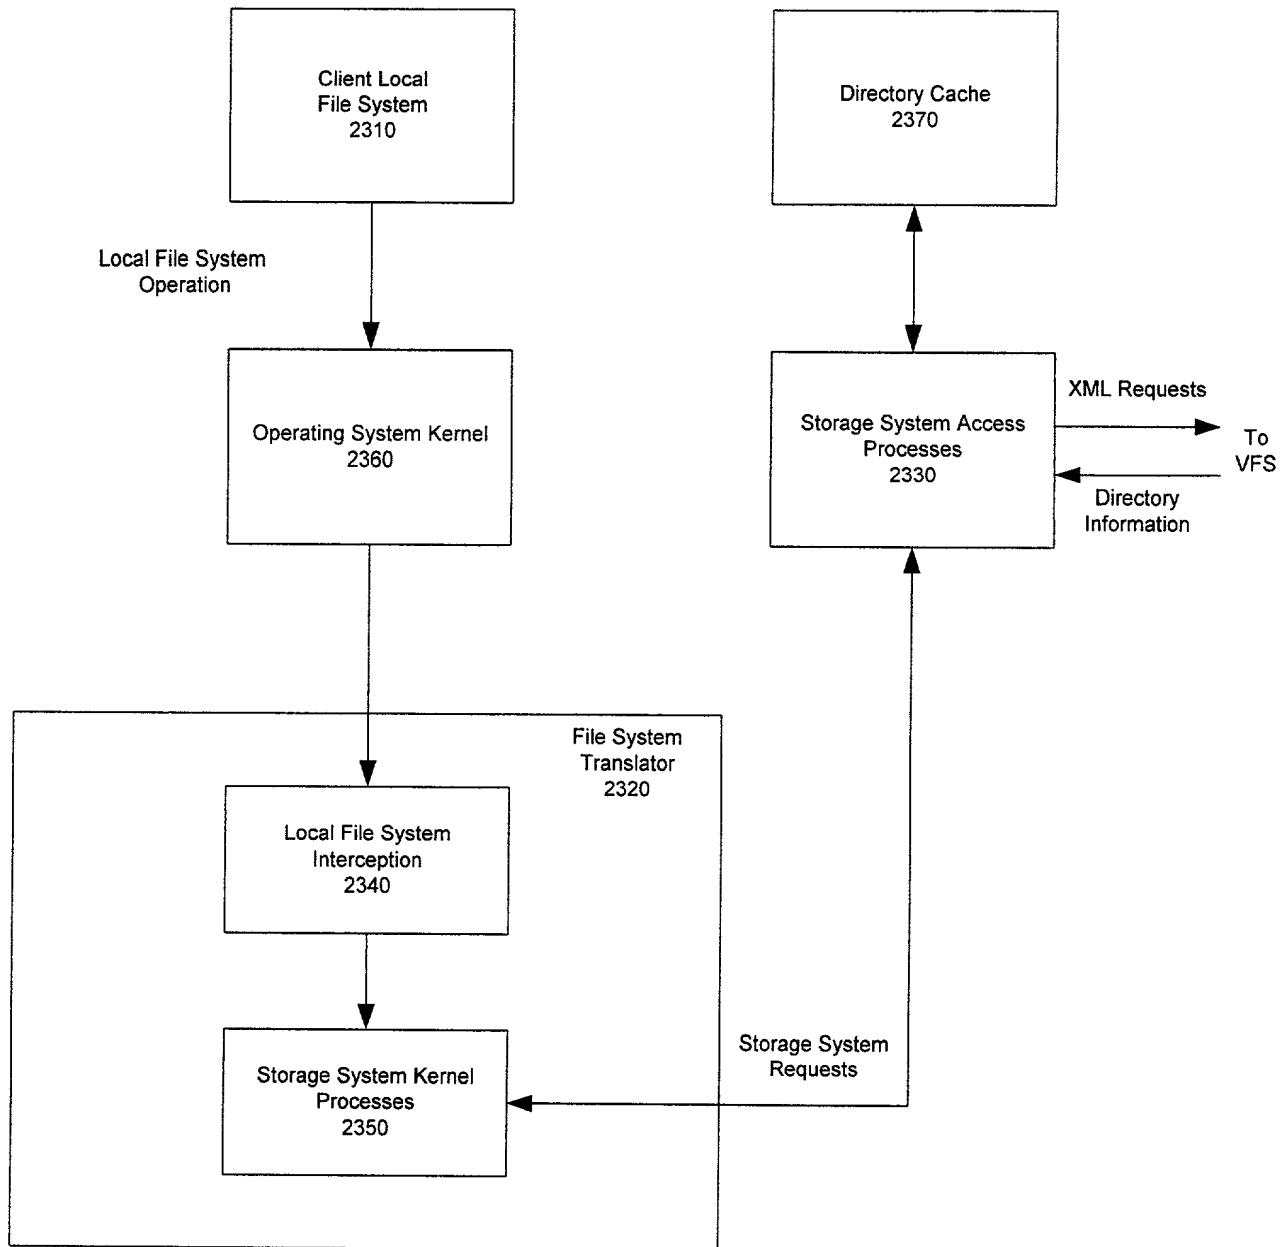 Client Local
File System
2310
Directory Cache
2370
Local File System
Operation
Operating System Kernel
2360
Storage System Access
Processes
2330
XML Requests
To
VFS
Directory
Information
File System
Translator
2320
Local File System
Interception
2340
Storage System Kernel
Processes
2350
Storage System
Requests